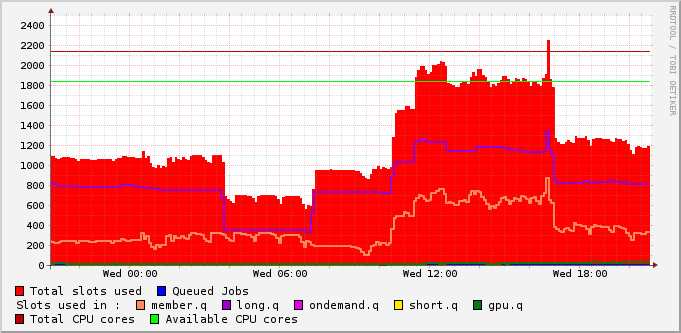 2400
2200
2000
1800
1600
1400
1200
1000
800
600
400
200
0
Wed 00:00 Wed 06:00 Wed 12:00 Wed 18:00
Total slots used Queued Jobs
Slots used in : member.q long.q ondemand.q short.q gpu.q
Total CPU cores Available CPU cores
RRDTOOL / TOBI OETIKER